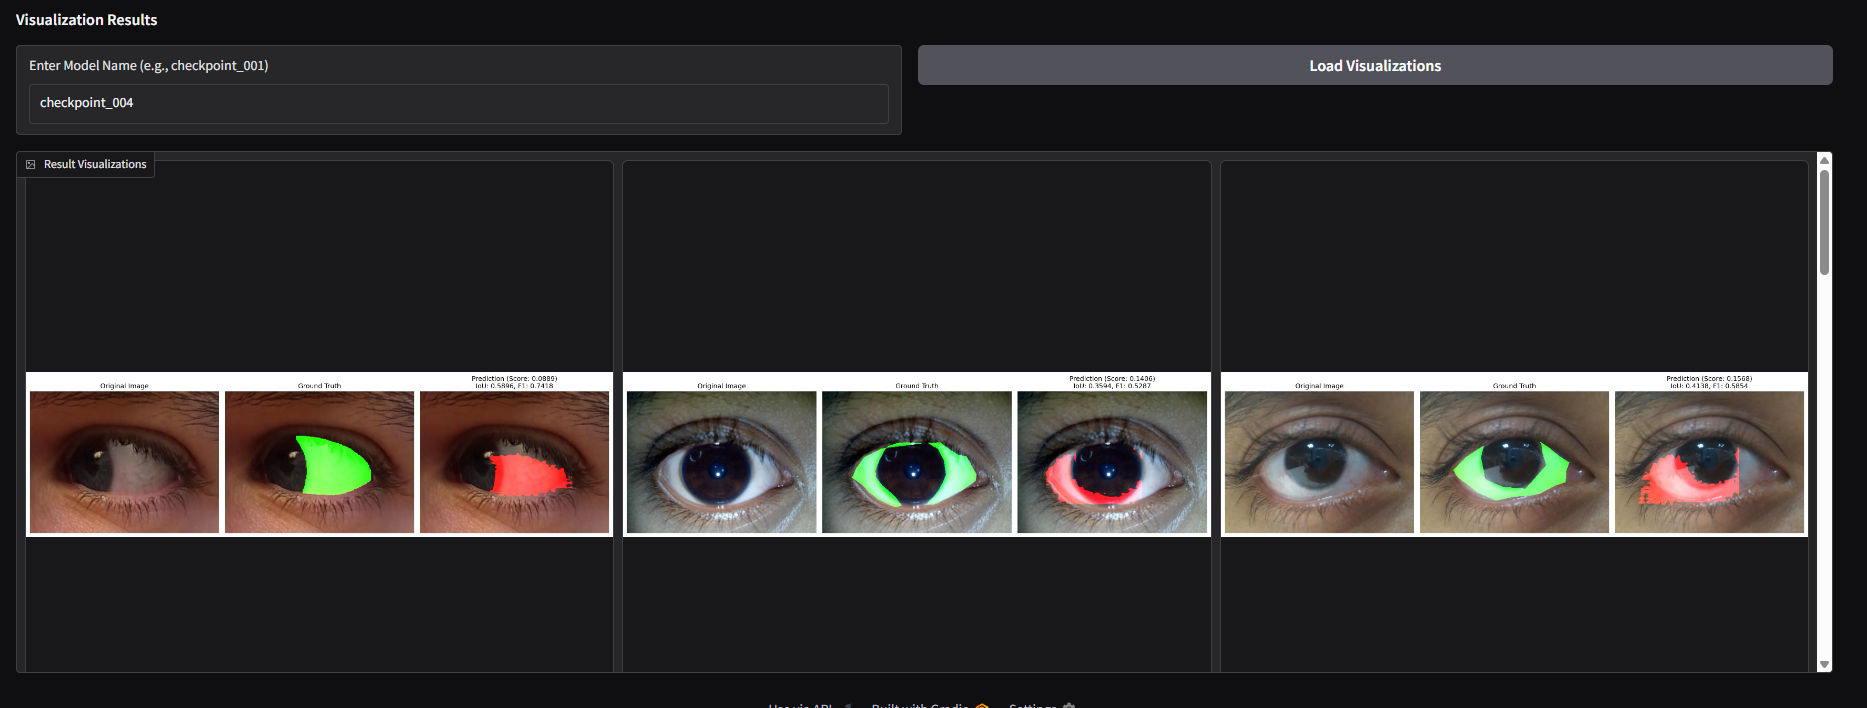 Visualization Results
Enter Model Name (e.g., checkpoint_001)
checkpoint_004
Load Visualizations
Result Visualizations
Original Image
Ground Truth
Prediction (Score: 0.0889)
IoU: 0.5896, F1: 0.7418
Original Image
Ground Truth
Prediction (Score: 0.1406)
IoU: 0.3594, F1: 0.5287
Original Image
Ground Truth
Prediction (Score: 0.1568)
IoU: 0.4138, F1: 0.5854
Use via API
Built with Gradio
Settings